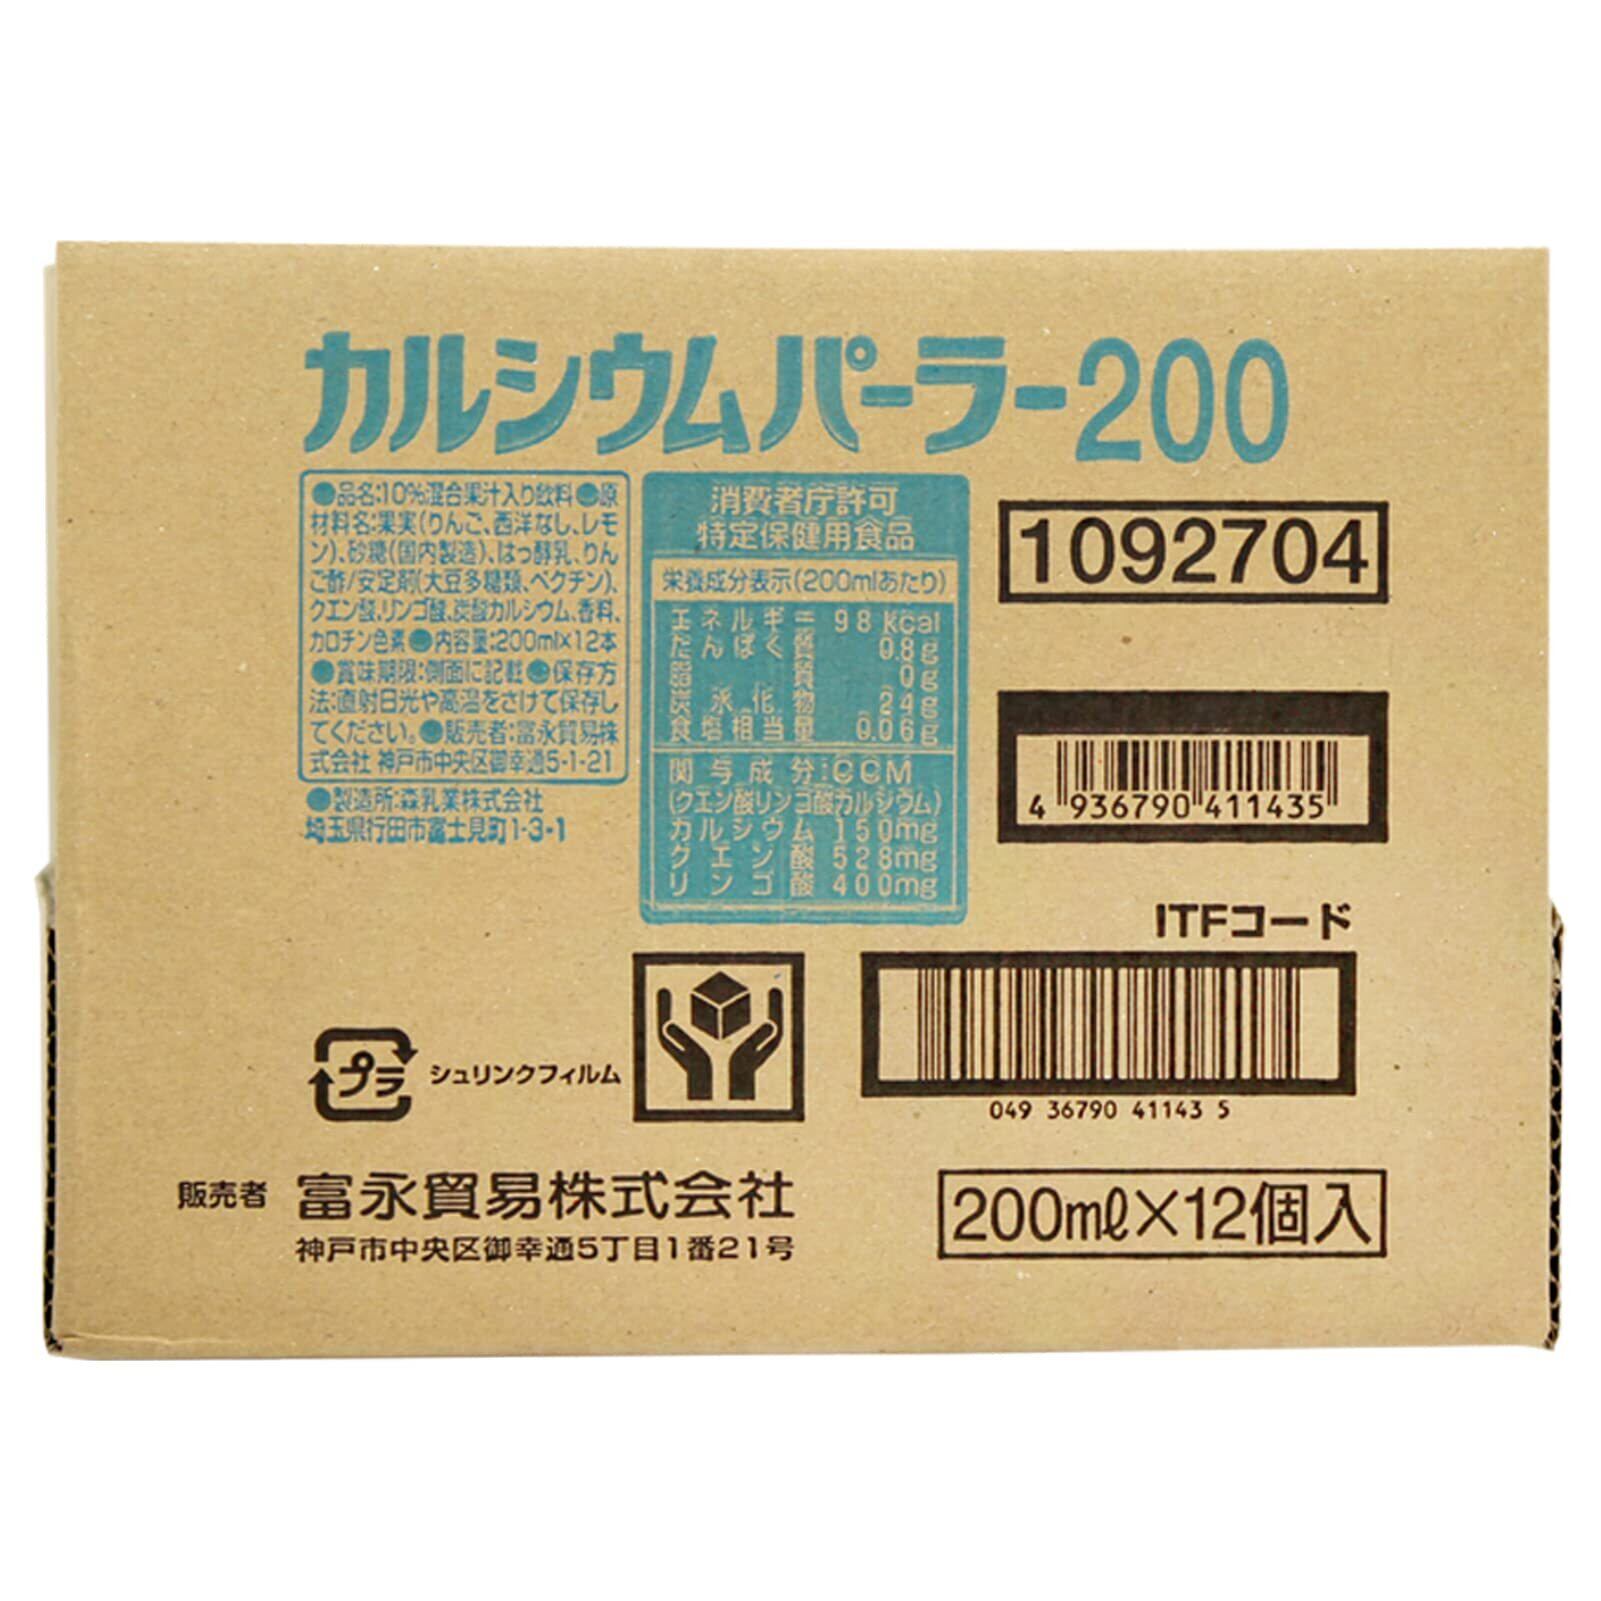 カルシウムパーラー200
●品名:10%混合果汁入り飲料●原
材料名:果実(りんご、西洋なし、レモ
ン)、砂糖(国内製造)、はっ酵乳、りん
ご酢/安定剤(大豆多糖類、ペクチン)、
クエン酸、リンゴ酸、炭酸カルシウム、香料、
カロチン色素●内容量:200ml×12本
●賞味期限:側面に記載●保存方
法:直射日光や高温をさけて保存し
てください。●販売者:富永貿易株
式会社 神戸市中央区御幸通5-1-21
●製造所:森乳業株式会社
埼玉県行田市富士見町1-3-1
消費者庁許可
特定保健用食品
栄養成分表示(200mlあたり)
エネルギー 98kcal
たんぱく質 0.8g
脂質 0g
炭水化物 24g
食塩相当量 0.06g
関与成分:CCM
(クエン酸リンゴ酸カルシウム)
カルシウム 150mg
クエン酸 528mg
リンゴ酸 400mg
1092704
4 936790 411435
ITFコード
049 36790 41143 5
プラ
シュリンクフィルム
販売者 富永貿易株式会社
神戸市中央区御幸通5丁目1番21号
200ml×12個入